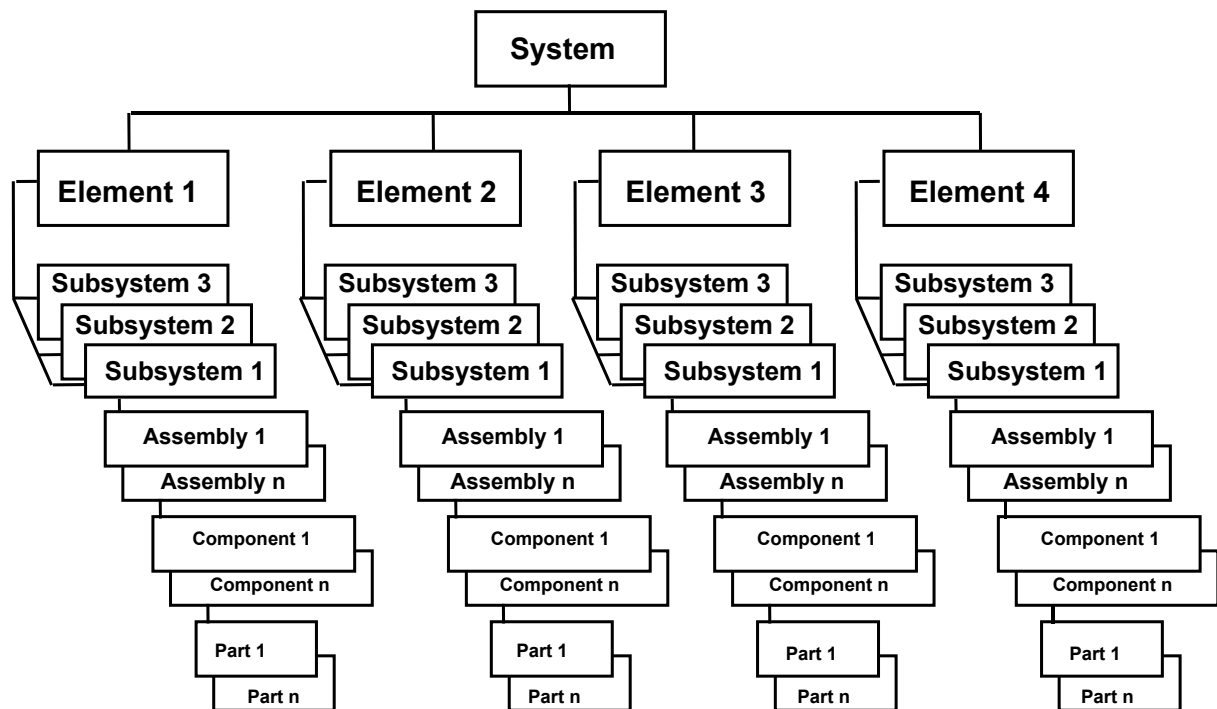 System
Element 1
Element 2
Element 3
Element 4
Subsystem 3
Subsystem 3
Subsystem 3
Subsystem 3
Subsystem 2
Subsystem 2
Subsystem 2
Subsystem 2
Subsystem 1
Subsystem 1
Subsystem 1
Subsystem 1
Assembly 1
Assembly 1
Assembly 1
Assembly 1
Assembly n
Assembly n
Assembly n
Assembly n
Component 1
Component 1
Component 1
Component 1
Component n
Component n
Component n
Component n
Part 1
Part 1
Part 1
Part 1
Part n
Part n
Part n
Part n